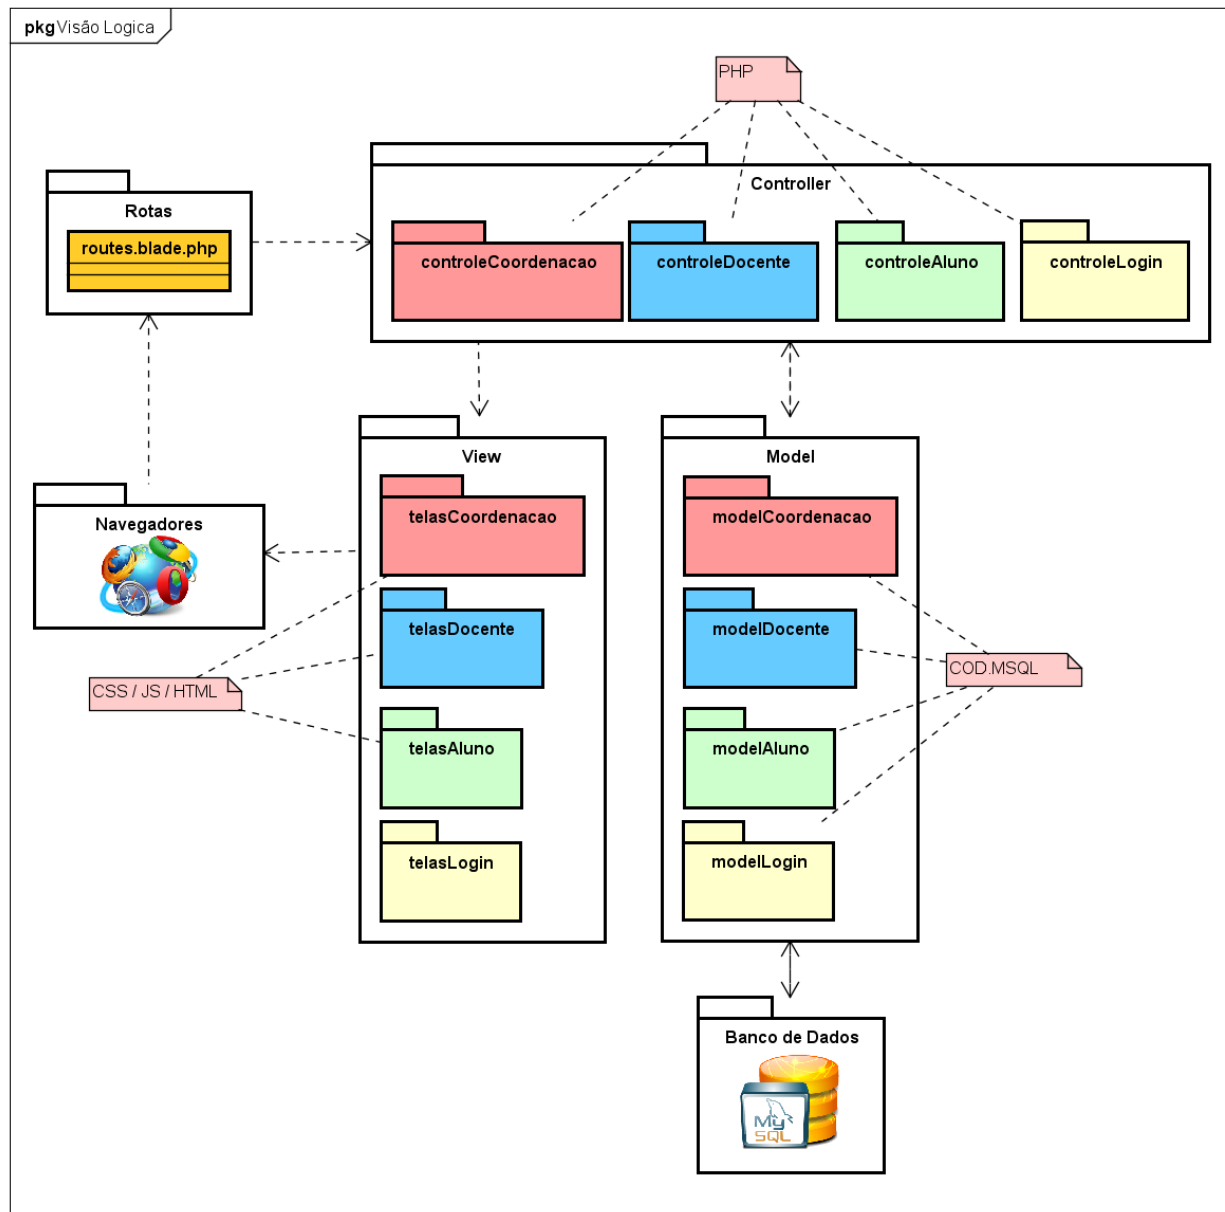 pkg Visão Logica
PHP
Controller
Rotas
routes.blade.php
controleCoordenacao
controleDocente
controleAluno
controleLogin
View
Model
telasCoordenacao
modelCoordenacao
Navegadores
telasDocente
modelDocente
COD.MSQL
CSS / JS / HTML
telasAluno
modelAluno
telasLogin
modelLogin
Banco de Dados
My
SQL